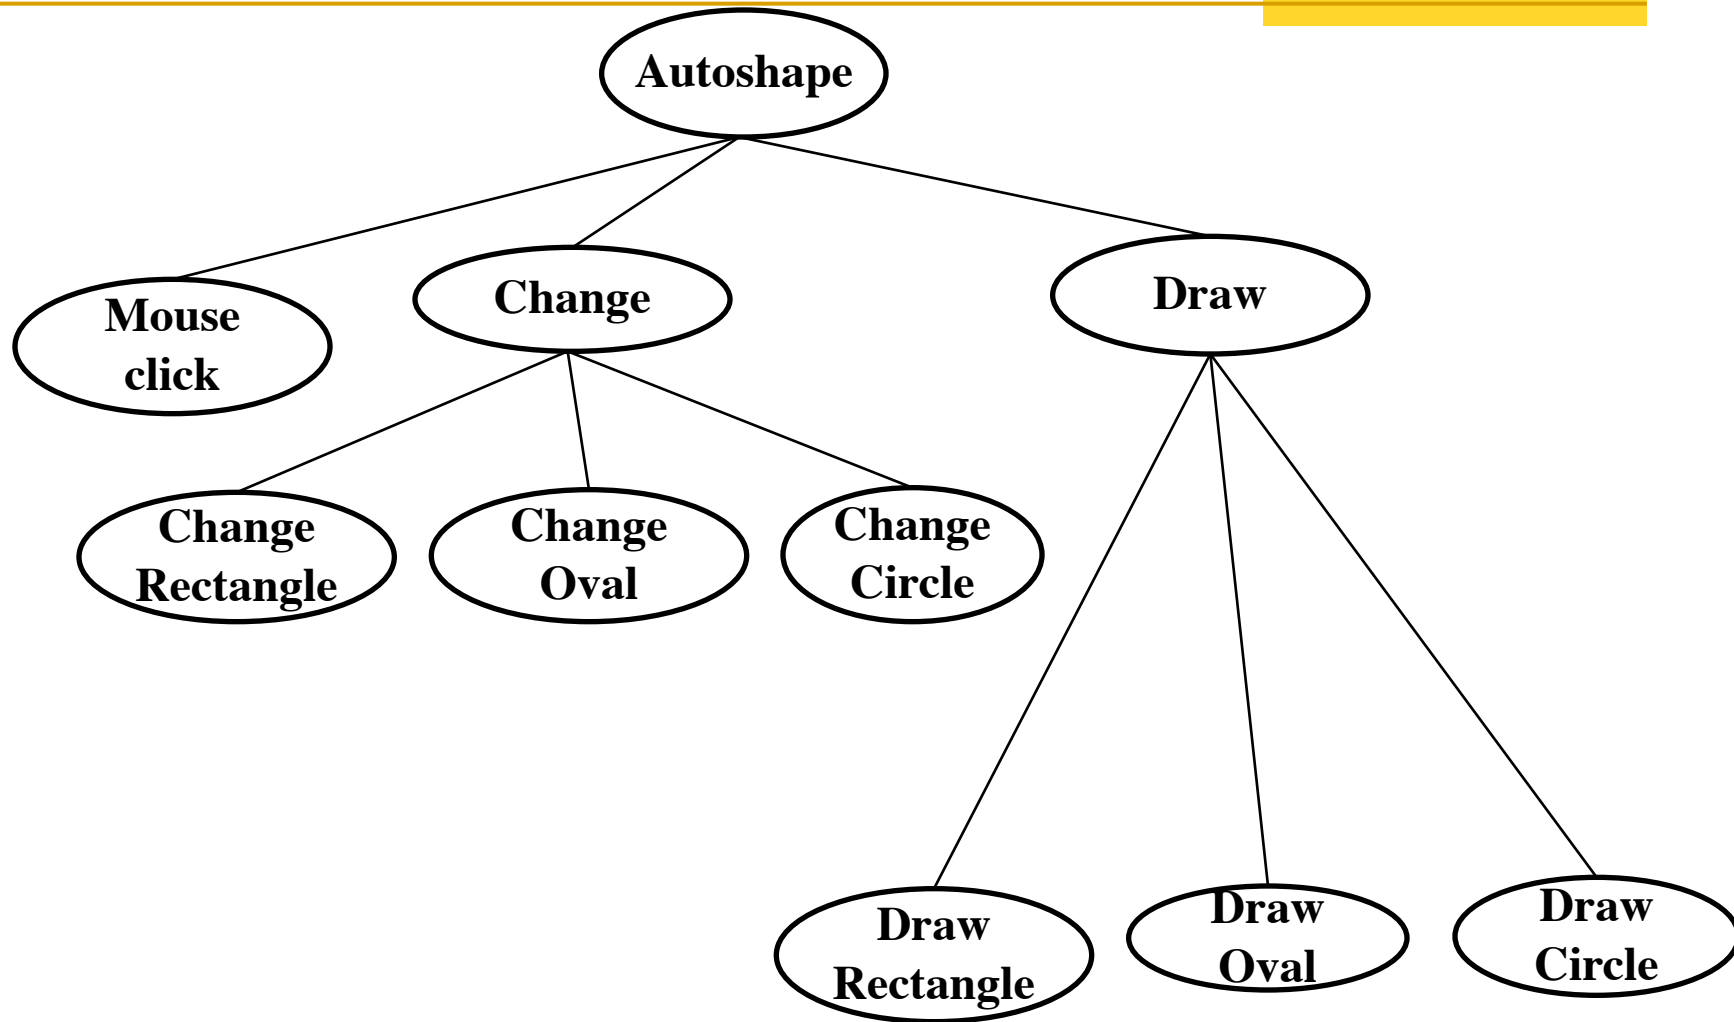 Autoshape
Mouse
click
Change
Draw
Change
Rectangle
Change
Oval
Change
Circle
Draw
Rectangle
Draw
Oval
Draw
Circle